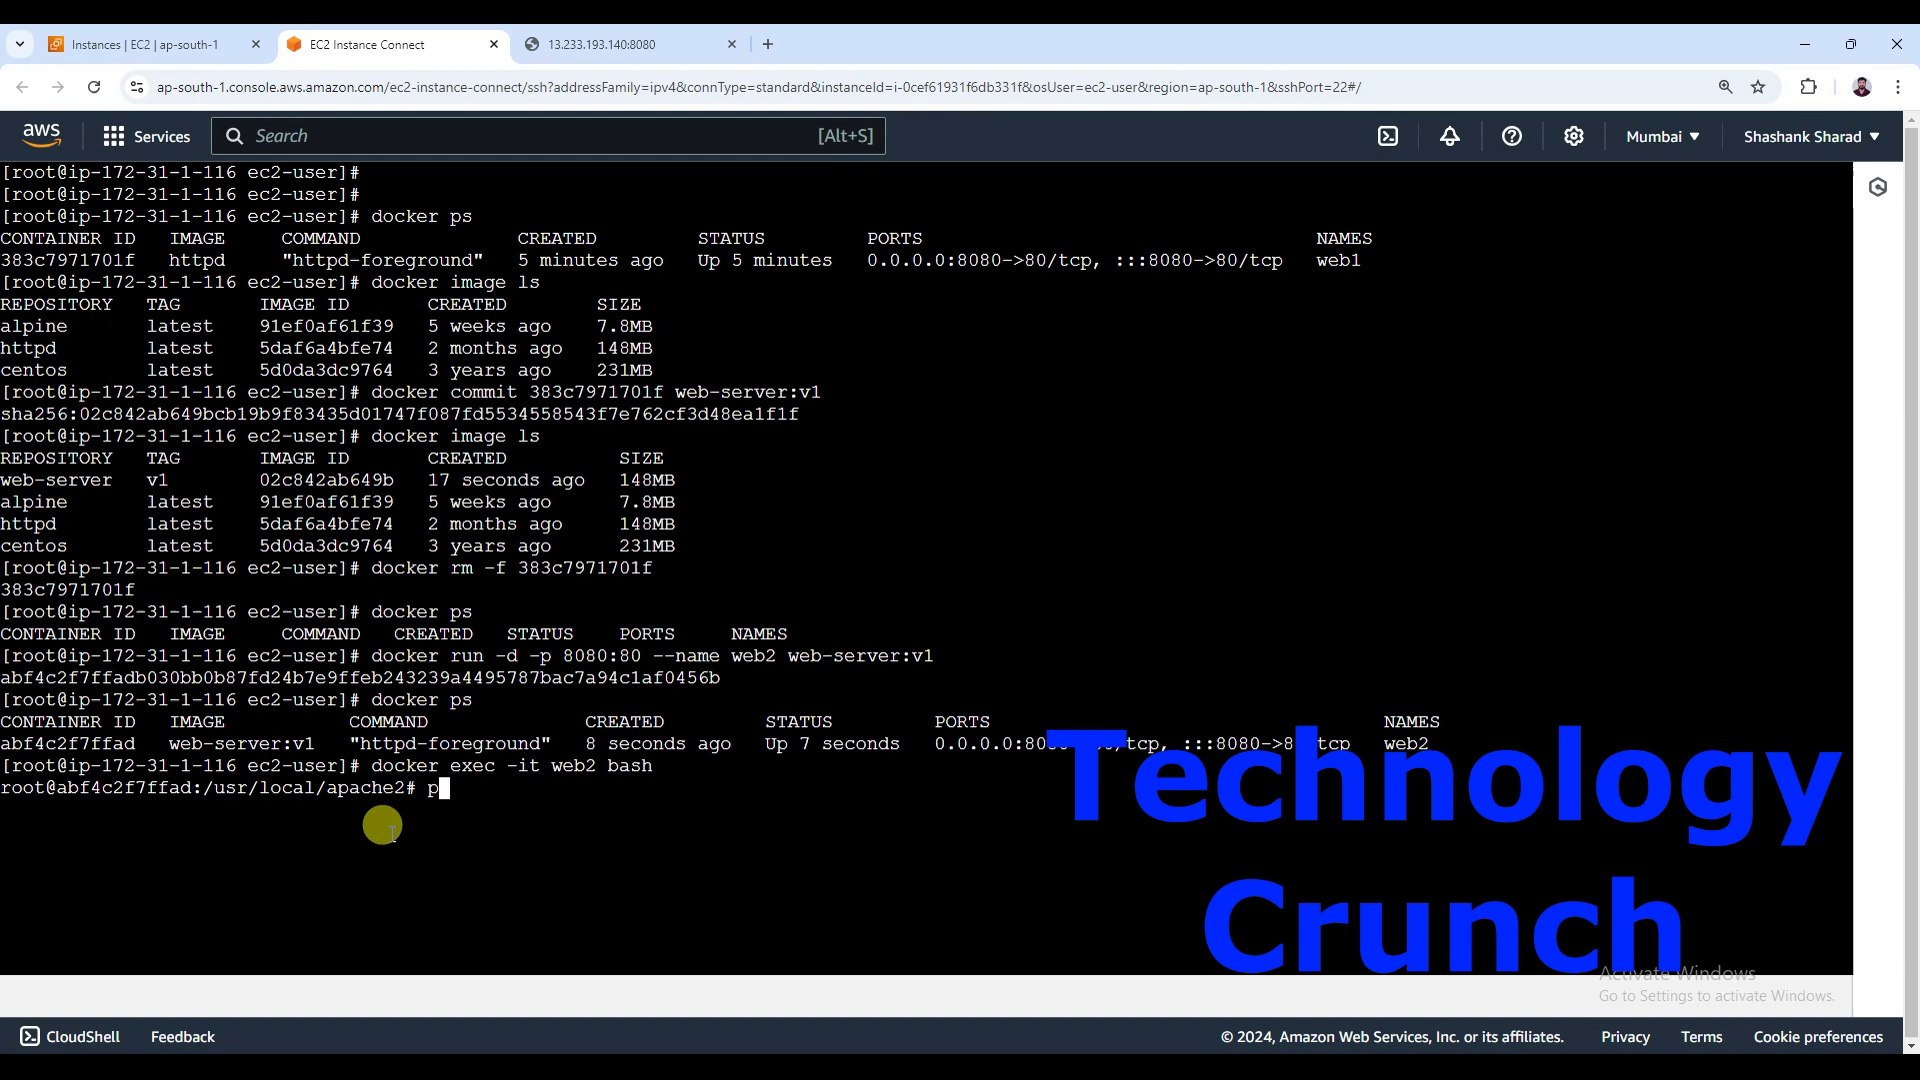 Instances | EC2 | ap-south-1
EC2 Instance Connect
13.233.193.140:8080
ap-south-1.console.aws.amazon.com/ec2-instance-connect/ssh?addressFamily=ipv4&connType=standard&instanceId=i-0cef61931f6db331f&osUser=ec2-user&region=ap-south-1&sshPort=22#/
aws
Services
Search
[Alt+S]
Mumbai
Shashank Sharad
[root@ip-172-31-1-116 ec2-user]#
[root@ip-172-31-1-116 ec2-user]#
[root@ip-172-31-1-116 ec2-user]# docker ps
CONTAINER ID IMAGE COMMAND CREATED STATUS PORTS NAMES
383c7971701f httpd "httpd-foreground" 5 minutes ago Up 5 minutes 0.0.0.0:8080->80/tcp, :::8080->80/tcp web1
[root@ip-172-31-1-116 ec2-user]# docker image ls
REPOSITORY TAG IMAGE ID CREATED SIZE
alpine latest 91ef0af61f39 5 weeks ago 7.8MB
httpd latest 5daf6a4bfe74 2 months ago 148MB
centos latest 5d0da3dc9764 3 years ago 231MB
[root@ip-172-31-1-116 ec2-user]# docker commit 383c7971701f web-server:v1
sha256:02c842ab649bcb19b9f83435d01747f087fd5534558543f7e762cf3d48ea1f1f
[root@ip-172-31-1-116 ec2-user]# docker image ls
REPOSITORY TAG IMAGE ID CREATED SIZE
web-server v1 02c842ab649b 17 seconds ago 148MB
alpine latest 91ef0af61f39 5 weeks ago 7.8MB
httpd latest 5daf6a4bfe74 2 months ago 148MB
centos latest 5d0da3dc9764 3 years ago 231MB
[root@ip-172-31-1-116 ec2-user]# docker rm -f 383c7971701f
383c7971701f
[root@ip-172-31-1-116 ec2-user]# docker ps
CONTAINER ID IMAGE COMMAND CREATED STATUS PORTS NAMES
[root@ip-172-31-1-116 ec2-user]# docker run -d -p 8080:80 --name web2 web-server:v1
abf4c2f7ffadb030bb0b87fd24b7e9ffeb243239a4495787bac7a94c1af0456b
[root@ip-172-31-1-116 ec2-user]# docker ps
CONTAINER ID IMAGE COMMAND CREATED STATUS PORTS NAMES
abf4c2f7ffad web-server:v1 "httpd-foreground" 8 seconds ago Up 7 seconds web2
[root@ip-172-31-1-116 ec2-user]# docker exec -it web2 bash
root@abf4c2f7ffad:/usr/local/apache2# p
Technology
Crunch
Activate Windows
Go to Settings to activate Windows.
CloudShell
Feedback
© 2024, Amazon Web Services, Inc. or its affiliates.
Privacy
Terms
Cookie preferences